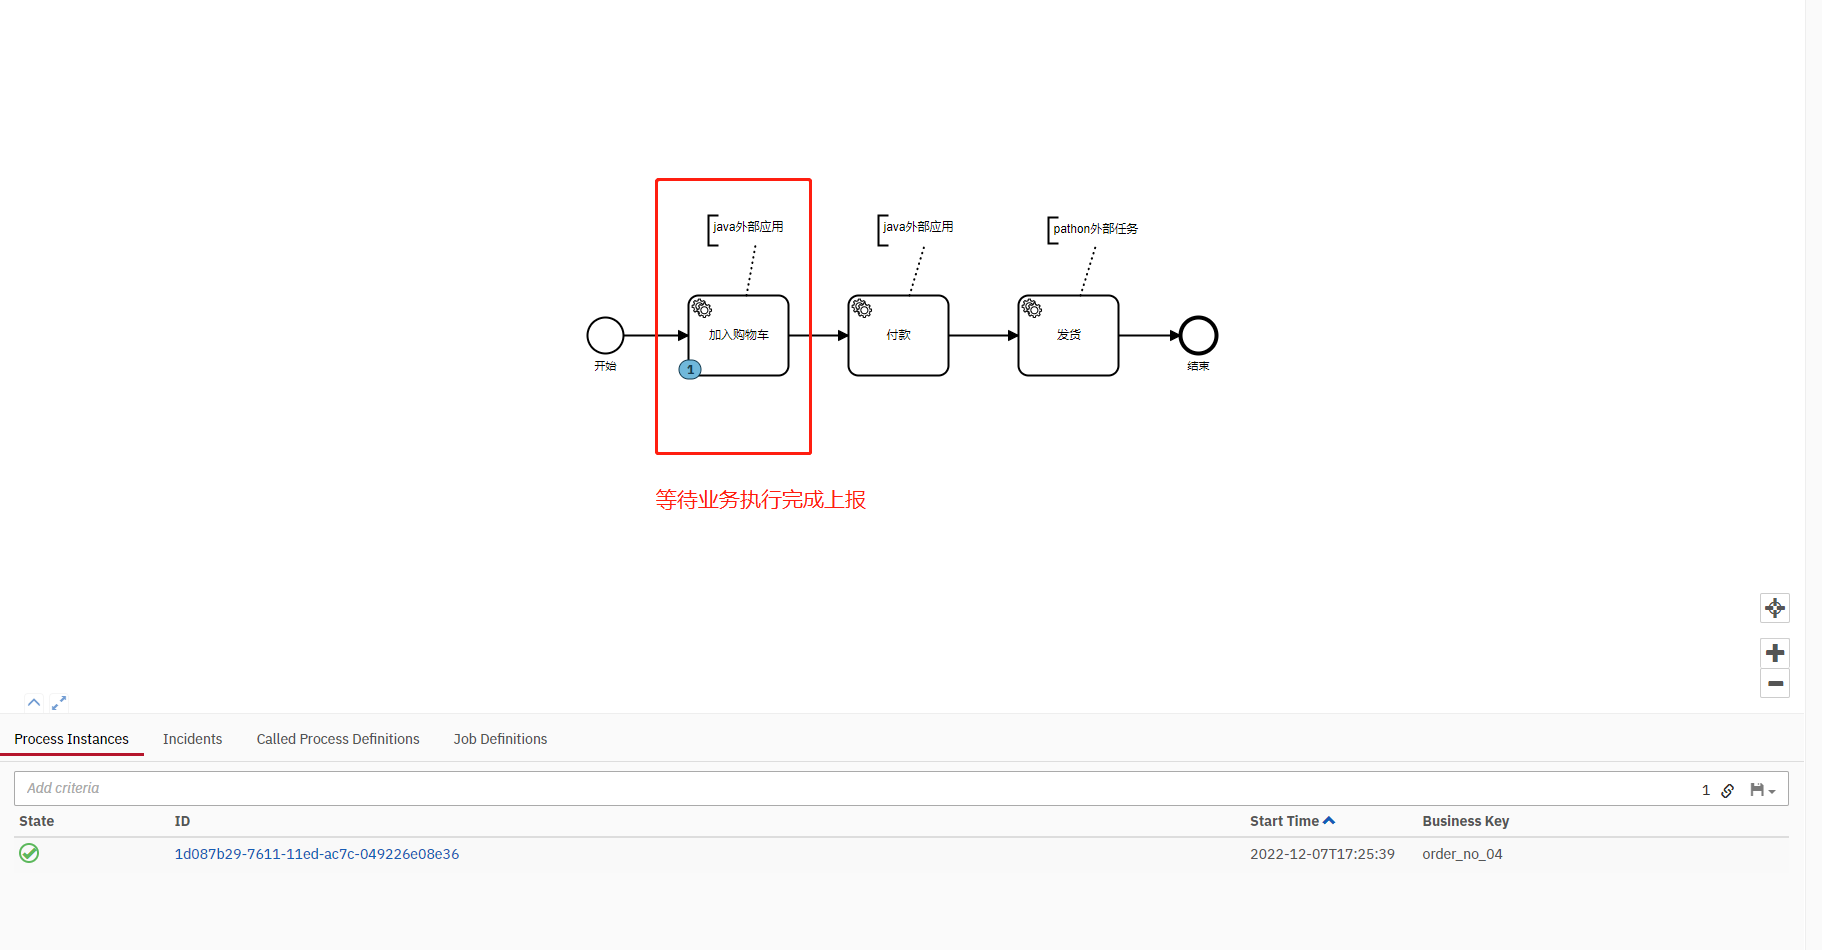 java外部应用
java外部应用
pathon外部任务
加入购物车
付款
发货
开始
1
结束
等待业务执行完成上报
Process Instances
Incidents
Called Process Definitions
Job Definitions
Add criteria
1
State
ID
Start Time
Business Key
1d087b29-7611-11ed-ac7c-049226e08e36
2022-12-07T17:25:39
order_no_04